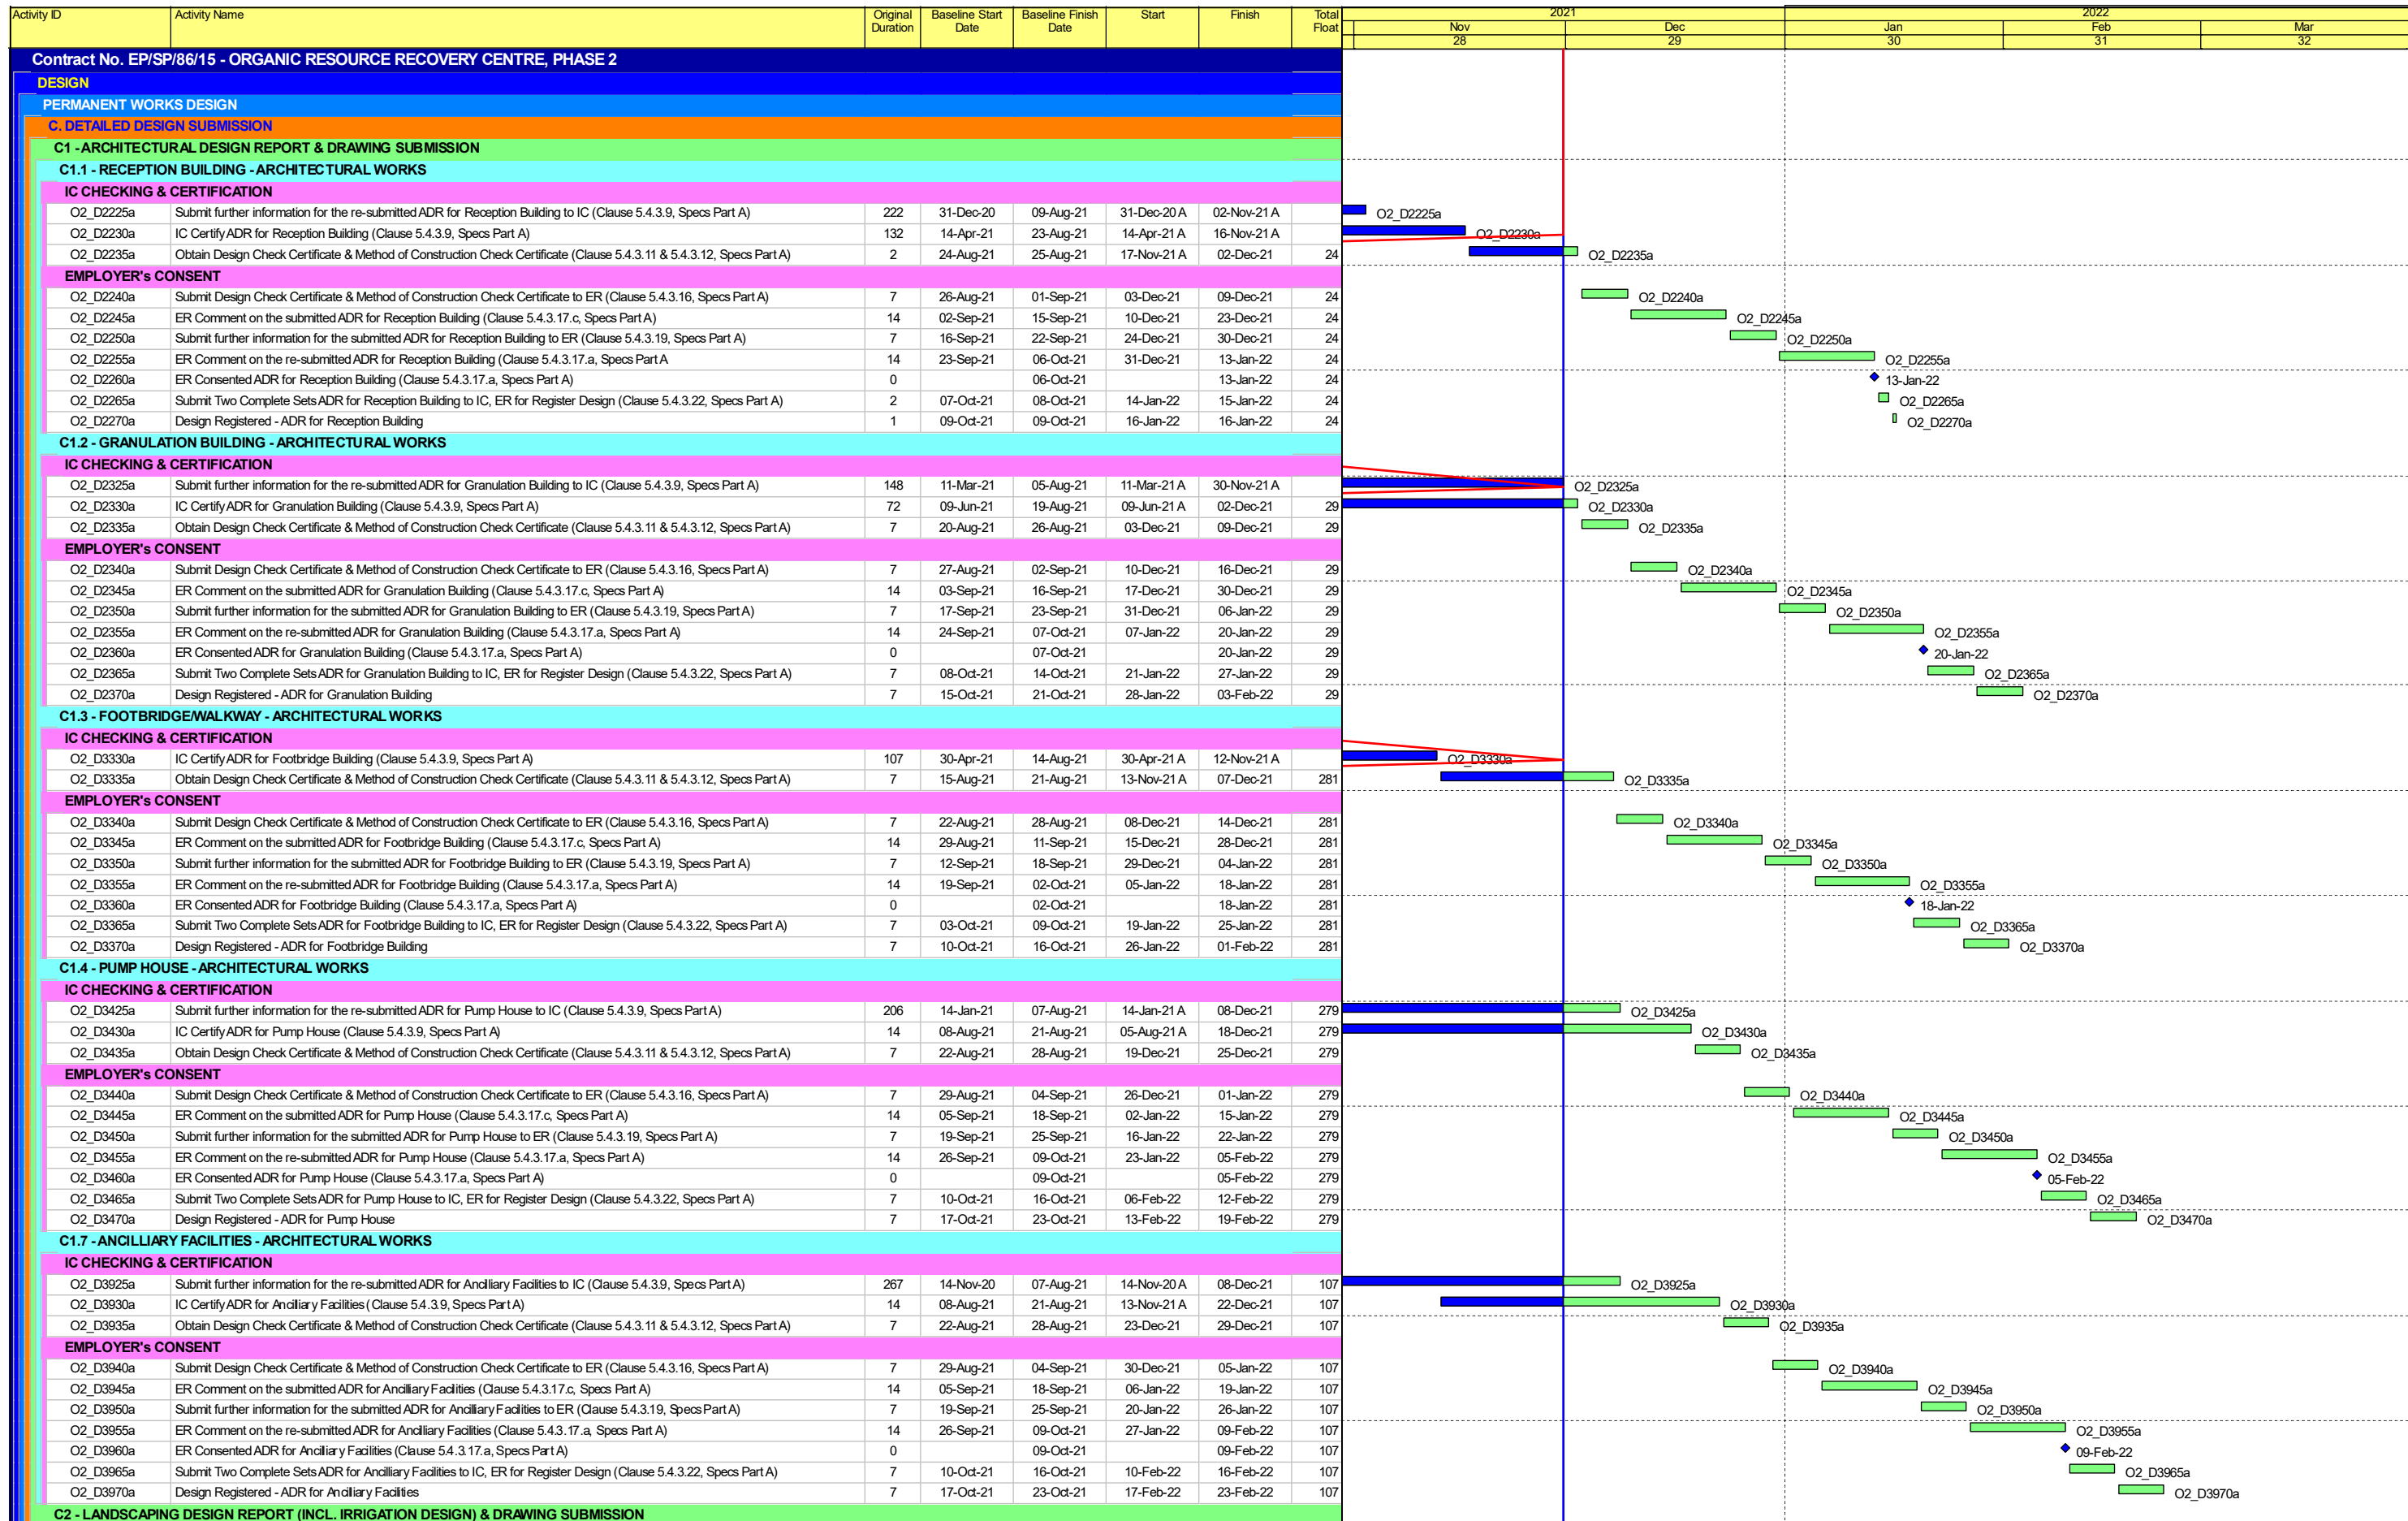 Activity ID Activity Name Original Duration Baseline Start Date Baseline Finish Date Start Finish Total Float 2021 2022
Nov Dec Jan Feb Mar
28 29 30 31 32
Contract No. EP/SP/86/15 - ORGANIC RESOURCE RECOVERY CENTRE, PHASE 2
DESIGN
PERMANENT WORKS DESIGN
C. DETAILED DESIGN SUBMISSION
C1 - ARCHITECTURAL DESIGN REPORT & DRAWING SUBMISSION
C1.1 - RECEPTION BUILDING - ARCHITECTURAL WORKS
IC CHECKING & CERTIFICATION
O2_D2225a Submit further information for the re-submitted ADR for Reception Building to IC (Clause 5.4.3.9, Specs Part A) 222 31-Dec-20 09-Aug-21 31-Dec-20 A 02-Nov-21 A O2_D2225a
O2_D2230a IC Certify ADR for Reception Building (Clause 5.4.3.9, Specs Part A) 132 14-Apr-21 23-Aug-21 14-Apr-21 A 16-Nov-21 A O2_D2230a
O2_D2235a Obtain Design Check Certificate & Method of Construction Check Certificate (Clause 5.4.3.11 & 5.4.3.12, Specs Part A) 2 24-Aug-21 25-Aug-21 17-Nov-21 A 02-Dec-21 24 O2_D2235a
EMPLOYER's CONSENT
O2_D2240a Submit Design Check Certificate & Method of Construction Check Certificate to ER (Clause 5.4.3.16, Specs Part A) 7 26-Aug-21 01-Sep-21 03-Dec-21 09-Dec-21 24 O2_D2240a
O2_D2245a ER Comment on the submitted ADR for Reception Building (Clause 5.4.3.17.c, Specs Part A) 14 02-Sep-21 15-Sep-21 10-Dec-21 23-Dec-21 24 O2_D2245a
O2_D2250a Submit further information for the submitted ADR for Reception Building to ER (Clause 5.4.3.19, Specs Part A) 7 16-Sep-21 22-Sep-21 24-Dec-21 30-Dec-21 24 O2_D2250a
O2_D2255a ER Comment on the re-submitted ADR for Reception Building (Clause 5.4.3.17.a, Specs Part A 14 23-Sep-21 06-Oct-21 31-Dec-21 13-Jan-22 24 O2_D2255a
O2_D2260a ER Consented ADR for Reception Building (Clause 5.4.3.17.a, Specs Part A) 0 06-Oct-21 13-Jan-22 24 13-Jan-22
O2_D2265a Submit Two Complete Sets ADR for Reception Building to IC, ER for Register Design (Clause 5.4.3.22, Specs Part A) 2 07-Oct-21 08-Oct-21 14-Jan-22 15-Jan-22 24 O2_D2265a
O2_D2270a Design Registered - ADR for Reception Building 1 09-Oct-21 09-Oct-21 16-Jan-22 16-Jan-22 24 O2_D2270a
C1.2 - GRANULATION BUILDING - ARCHITECTURAL WORKS
IC CHECKING & CERTIFICATION
O2_D2325a Submit further information for the re-submitted ADR for Granulation Building to IC (Clause 5.4.3.9, Specs Part A) 148 11-Mar-21 05-Aug-21 11-Mar-21 A 30-Nov-21 A O2_D2325a
O2_D2330a IC Certify ADR for Granulation Building (Clause 5.4.3.9, Specs Part A) 72 09-Jun-21 19-Aug-21 09-Jun-21 A 02-Dec-21 29 O2_D2330a
O2_D2335a Obtain Design Check Certificate & Method of Construction Check Certificate (Clause 5.4.3.11 & 5.4.3.12, Specs Part A) 7 20-Aug-21 26-Aug-21 03-Dec-21 09-Dec-21 29 O2_D2335a
EMPLOYER's CONSENT
O2_D2340a Submit Design Check Certificate & Method of Construction Check Certificate to ER (Clause 5.4.3.16, Specs Part A) 7 27-Aug-21 02-Sep-21 10-Dec-21 16-Dec-21 29 O2_D2340a
O2_D2345a ER Comment on the submitted ADR for Granulation Building (Clause 5.4.3.17.c, Specs Part A) 14 03-Sep-21 16-Sep-21 17-Dec-21 30-Dec-21 29 O2_D2345a
O2_D2350a Submit further information for the submitted ADR for Granulation Building to ER (Clause 5.4.3.19, Specs Part A) 7 17-Sep-21 23-Sep-21 31-Dec-21 06-Jan-22 29 O2_D2350a
O2_D2355a ER Comment on the re-submitted ADR for Granulation Building (Clause 5.4.3.17.a, Specs Part A) 14 24-Sep-21 07-Oct-21 07-Jan-22 20-Jan-22 29 O2_D2355a
O2_D2360a ER Consented ADR for Granulation Building (Clause 5.4.3.17.a, Specs Part A) 0 07-Oct-21 20-Jan-22 29 20-Jan-22
O2_D2365a Submit Two Complete Sets ADR for Granulation Building to IC, ER for Register Design (Clause 5.4.3.22, Specs Part A) 7 08-Oct-21 14-Oct-21 21-Jan-22 27-Jan-22 29 O2_D2365a
O2_D2370a Design Registered - ADR for Granulation Building 7 15-Oct-21 21-Oct-21 28-Jan-22 03-Feb-22 29 O2_D2370a
C1.3 - FOOTBRIDGE/WALKWAY - ARCHITECTURAL WORKS
IC CHECKING & CERTIFICATION
O2_D3330a IC Certify ADR for Footbridge Building (Clause 5.4.3.9, Specs Part A) 107 30-Apr-21 14-Aug-21 30-Apr-21 A 12-Nov-21 A O2_D3330a
O2_D3335a Obtain Design Check Certificate & Method of Construction Check Certificate (Clause 5.4.3.11 & 5.4.3.12, Specs Part A) 7 15-Aug-21 21-Aug-21 13-Nov-21 A 07-Dec-21 281 O2_D3335a
EMPLOYER's CONSENT
O2_D3340a Submit Design Check Certificate & Method of Construction Check Certificate to ER (Clause 5.4.3.16, Specs Part A) 7 22-Aug-21 28-Aug-21 08-Dec-21 14-Dec-21 281 O2_D3340a
O2_D3345a ER Comment on the submitted ADR for Footbridge Building (Clause 5.4.3.17.c, Specs Part A) 14 29-Aug-21 11-Sep-21 15-Dec-21 28-Dec-21 281 O2_D3345a
O2_D3350a Submit further information for the submitted ADR for Footbridge Building to ER (Clause 5.4.3.19, Specs Part A) 7 12-Sep-21 18-Sep-21 29-Dec-21 04-Jan-22 281 O2_D3350a
O2_D3355a ER Comment on the re-submitted ADR for Footbridge Building (Clause 5.4.3.17.a, Specs Part A) 14 19-Sep-21 02-Oct-21 05-Jan-22 18-Jan-22 281 O2_D3355a
O2_D3360a ER Consented ADR for Footbridge Building (Clause 5.4.3.17.a, Specs Part A) 0 02-Oct-21 18-Jan-22 281 18-Jan-22
O2_D3365a Submit Two Complete Sets ADR for Footbridge Building to IC, ER for Register Design (Clause 5.4.3.22, Specs Part A) 7 03-Oct-21 09-Oct-21 19-Jan-22 25-Jan-22 281 O2_D3365a
O2_D3370a Design Registered - ADR for Footbridge Building 7 10-Oct-21 16-Oct-21 26-Jan-22 01-Feb-22 281 O2_D3370a
C1.4 - PUMP HOUSE - ARCHITECTURAL WORKS
IC CHECKING & CERTIFICATION
O2_D3425a Submit further information for the re-submitted ADR for Pump House to IC (Clause 5.4.3.9, Specs Part A) 206 14-Jan-21 07-Aug-21 14-Jan-21 A 08-Dec-21 279 O2_D3425a
O2_D3430a IC Certify ADR for Pump House (Clause 5.4.3.9, Specs Part A) 14 08-Aug-21 21-Aug-21 05-Aug-21 A 18-Dec-21 279 O2_D3430a
O2_D3435a Obtain Design Check Certificate & Method of Construction Check Certificate (Clause 5.4.3.11 & 5.4.3.12, Specs Part A) 7 22-Aug-21 28-Aug-21 19-Dec-21 25-Dec-21 279 O2_D3435a
EMPLOYER's CONSENT
O2_D3440a Submit Design Check Certificate & Method of Construction Check Certificate to ER (Clause 5.4.3.16, Specs Part A) 7 29-Aug-21 04-Sep-21 26-Dec-21 01-Jan-22 279 O2_D3440a
O2_D3445a ER Comment on the submitted ADR for Pump House (Clause 5.4.3.17.c, Specs Part A) 14 05-Sep-21 18-Sep-21 02-Jan-22 15-Jan-22 279 O2_D3445a
O2_D3450a Submit further information for the submitted ADR for Pump House to ER (Clause 5.4.3.19, Specs Part A) 7 19-Sep-21 25-Sep-21 16-Jan-22 22-Jan-22 279 O2_D3450a
O2_D3455a ER Comment on the re-submitted ADR for Pump House (Clause 5.4.3.17.a, Specs Part A) 14 26-Sep-21 09-Oct-21 23-Jan-22 05-Feb-22 279 O2_D3455a
O2_D3460a ER Consented ADR for Pump House (Clause 5.4.3.17.a, Specs Part A) 0 09-Oct-21 05-Feb-22 279 05-Feb-22
O2_D3465a Submit Two Complete Sets ADR for Pump House to IC, ER for Register Design (Clause 5.4.3.22, Specs Part A) 7 10-Oct-21 16-Oct-21 06-Feb-22 12-Feb-22 279 O2_D3465a
O2_D3470a Design Registered - ADR for Pump House 7 17-Oct-21 23-Oct-21 13-Feb-22 19-Feb-22 279 O2_D3470a
C1.7 - ANCILLIARY FACILITIES - ARCHITECTURAL WORKS
IC CHECKING & CERTIFICATION
O2_D3925a Submit further information for the re-submitted ADR for Ancilliary Facilities to IC (Clause 5.4.3.9, Specs Part A) 267 14-Nov-20 07-Aug-21 14-Nov-20 A 08-Dec-21 107 O2_D3925a
O2_D3930a IC Certify ADR for Ancilliary Facilities (Clause 5.4.3.9, Specs Part A) 14 08-Aug-21 21-Aug-21 13-Nov-21 A 22-Dec-21 107 O2_D3930a
O2_D3935a Obtain Design Check Certificate & Method of Construction Check Certificate (Clause 5.4.3.11 & 5.4.3.12, Specs Part A) 7 22-Aug-21 28-Aug-21 23-Dec-21 29-Dec-21 107 O2_D3935a
EMPLOYER's CONSENT
O2_D3940a Submit Design Check Certificate & Method of Construction Check Certificate to ER (Clause 5.4.3.16, Specs Part A) 7 29-Aug-21 04-Sep-21 30-Dec-21 05-Jan-22 107 O2_D3940a
O2_D3945a ER Comment on the submitted ADR for Ancilliary Facilities (Clause 5.4.3.17.c, Specs Part A) 14 05-Sep-21 18-Sep-21 06-Jan-22 19-Jan-22 107 O2_D3945a
O2_D3950a Submit further information for the submitted ADR for Ancilliary Facilities to ER (Clause 5.4.3.19, Specs Part A) 7 19-Sep-21 25-Sep-21 20-Jan-22 26-Jan-22 107 O2_D3950a
O2_D3955a ER Comment on the re-submitted ADR for Ancilliary Facilities (Clause 5.4.3.17.a, Specs Part A) 14 26-Sep-21 09-Oct-21 27-Jan-22 09-Feb-22 107 O2_D3955a
O2_D3960a ER Consented ADR for Ancilliary Facilities (Clause 5.4.3.17.a, Specs Part A) 0 09-Oct-21 09-Feb-22 107 09-Feb-22
O2_D3965a Submit Two Complete Sets ADR for Ancilliary Facilities to IC, ER for Register Design (Clause 5.4.3.22, Specs Part A) 7 10-Oct-21 16-Oct-21 10-Feb-22 16-Feb-22 107 O2_D3965a
O2_D3970a Design Registered - ADR for Ancilliary Facilities 7 17-Oct-21 23-Oct-21 17-Feb-22 23-Feb-22 107 O2_D3970a
C2 - LANDSCAPING DESIGN REPORT (INCL. IRRIGATION DESIGN) & DRAWING SUBMISSION